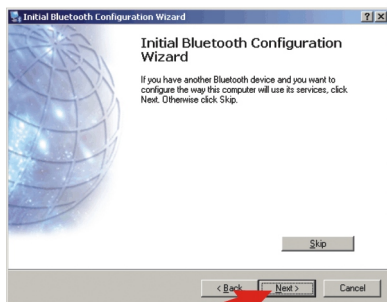 Initial Bluetooth Configuration Wizard
Initial Bluetooth Configuration
Wizard
If you have another Bluetooth device and you want to
configure the way this computer will use its services, click
Next. Otherwise click Skip.
Skip
< Back Next > Cancel